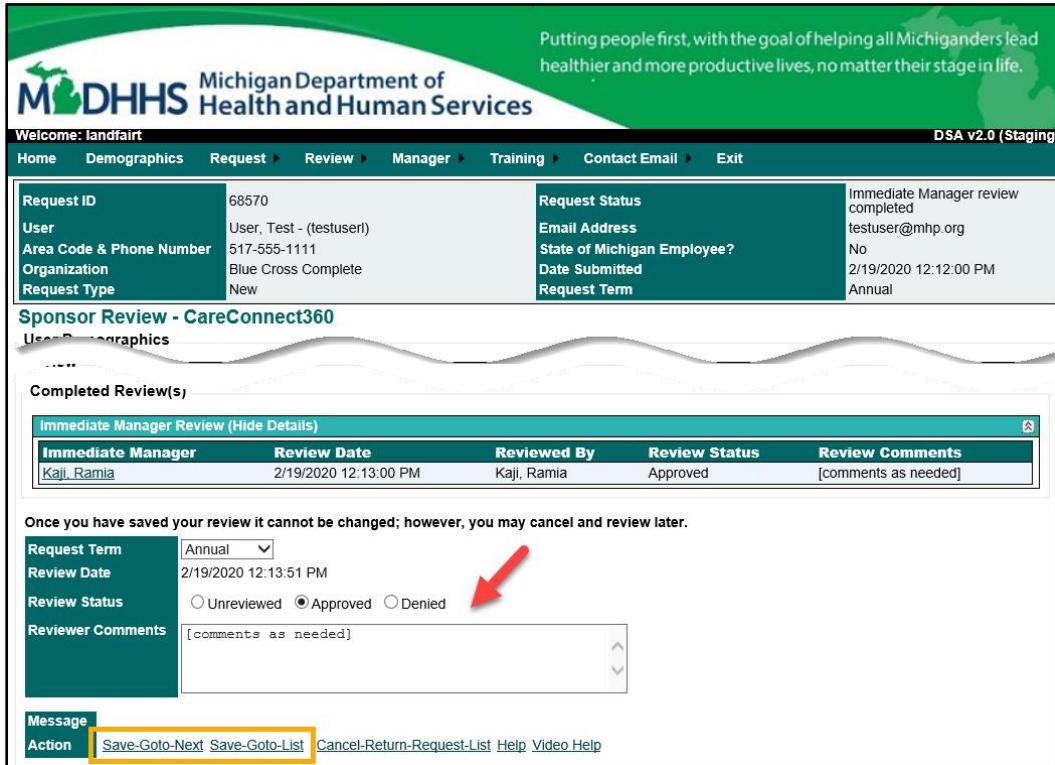 Putting people first, with the goal of helping all Michiganders lead
healthier and more productive lives, no matter their stage in life.
MDHHS Michigan Department of
Health and Human Services
Welcome: landfairt DSA v2.0 (Staging
Home Demographics Request Review Manager Training Contact Email Exit
Request ID 68570 Request Status Immediate Manager review
completed
User User, Test - (testuserl) Email Address testuser@mhp.org
Area Code & Phone Number 517-555-1111 State of Michigan Employee? No
Organization Blue Cross Complete Date Submitted 2/19/2020 12:12:00 PM
Request Type New Request Term Annual
Sponsor Review - CareConnect360
Completed Review(s)
Immediate Manager Review (Hide Details)
Immediate Manager Review Date Reviewed By Review Status Review Comments
Kaji, Ramia 2/19/2020 12:13:00 PM Kaji, Ramia Approved [comments as needed]
Once you have saved your review it cannot be changed; however, you may cancel and review later.
Request Term Annual
Review Date 2/19/2020 12:13:51 PM
Review Status Unreviewed Approved Denied
Reviewer Comments [comments as needed]
Message
Action Save-Goto-Next Save-Goto-List Cancel-Return-Request-List Help Video Help